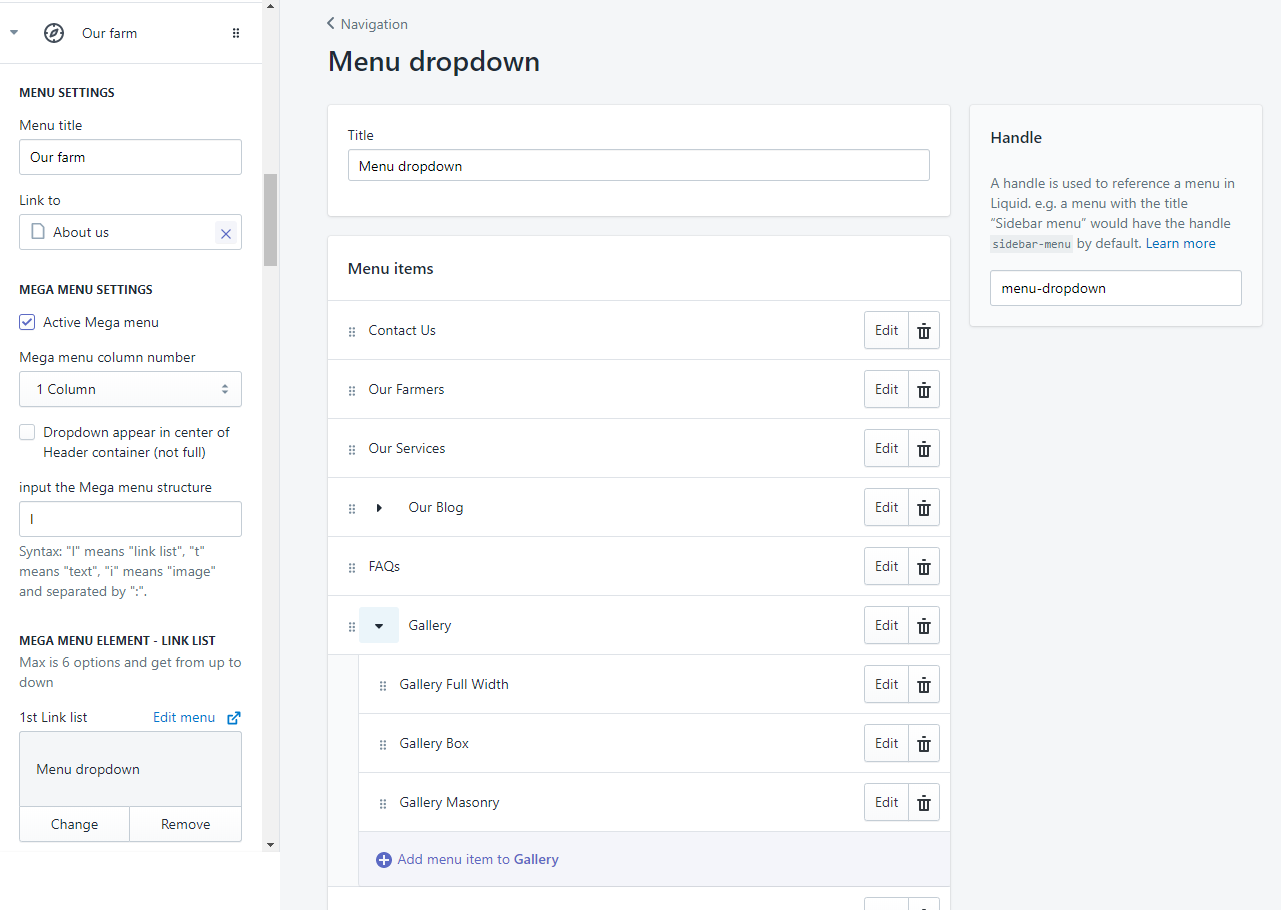 Our farm
MENU SETTINGS
Menu title
Our farm
Link to
About us
MEGA MENU SETTINGS
Active Mega menu
Mega menu column number
1 Column
Dropdown appear in center of
Header container (not full)
input the Mega menu structure
l
Syntax: "l" means "link list", "t"
means "text", "i" means "image"
and separated by ":".
MEGA MENU ELEMENT - LINK LIST
Max is 6 options and get from up to
down
1st Link list Edit menu
Menu dropdown
Change Remove
Navigation
Menu dropdown
Title
Menu dropdown
Menu items
Contact Us Edit
Our Farmers Edit
Our Services Edit
Our Blog Edit
FAQs Edit
Gallery Edit
Gallery Full Width Edit
Gallery Box Edit
Gallery Masonry Edit
Add menu item to Gallery
Handle
A handle is used to reference a menu in
Liquid. e.g. a menu with the title
“Sidebar menu” would have the handle
sidebar-menu by default. Learn more
menu-dropdown